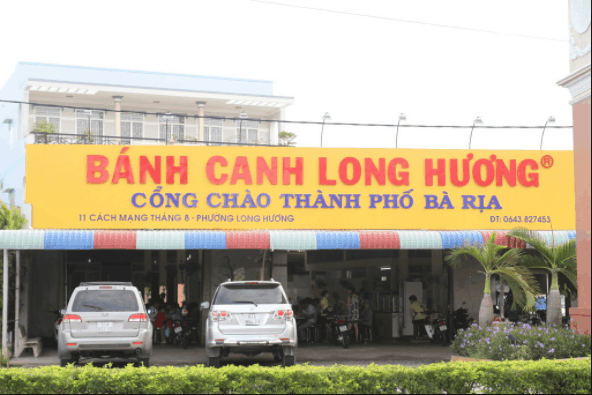 BÁNH CANH LONG HƯƠNG®
CỔNG CHÀO THÀNH PHỐ BÀ RỊA
11 CÁCH MẠNG THÁNG 8 - PHƯỜNG LONG HƯƠNG ĐT: 0643.827453